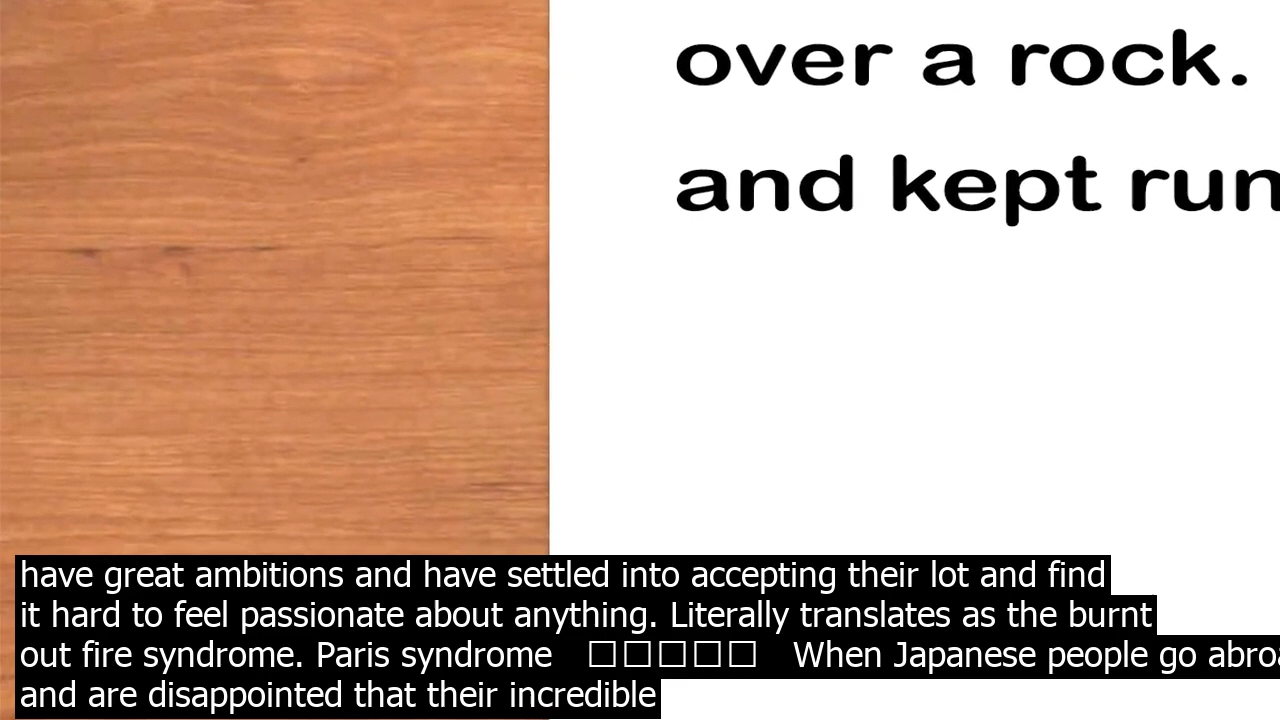 over a rock.
and kept run
have great ambitions and have settled into accepting their lot and find
it hard to feel passionate about anything. Literally translates as the burnt
out fire syndrome. Paris syndrome □□□□□ When Japanese people go abroa
and are disappointed that their incredible